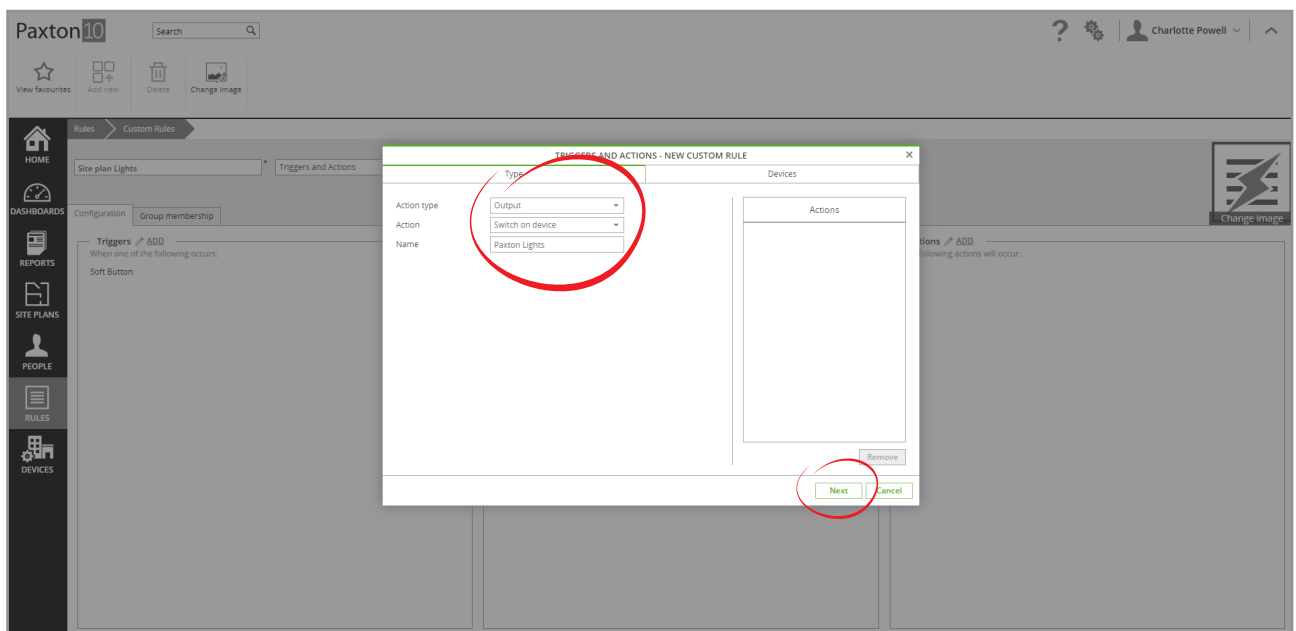 Paxton10
Search
Charlotte Powell
View favourites
Add new
Delete
Change image
Rules
Custom Rules
HOME
DASHBOARDS
REPORTS
SITE PLANS
PEOPLE
RULES
DEVICES
Site plan Lights
*
Triggers and Actions
Change image
Configuration
Group membership
Triggers ADD
When one of the following occurs:
Soft Button
tions ADD
following actions will occur:
TRIGGERS AND ACTIONS - NEW CUSTOM RULE
Type
Devices
Action type
Output
Action
Switch on device
Name
Paxton Lights
Actions
Remove
Next
Cancel